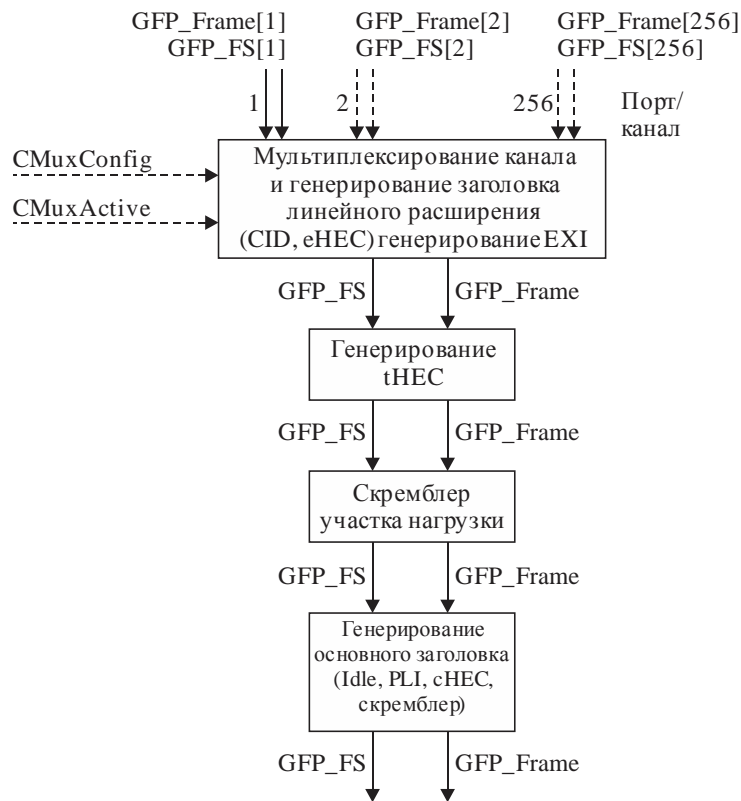 GFP_Frame[1] GFP_Frame[2] GFP_Frame[256]
GFP_FS[1] GFP_FS[2] GFP_FS[256]
1 2 256 Порт/
канал
CMuxConfig
CMuxActive
Мультиплексирование канала
и генерирование заголовка
линейного расширения
(CID, eHEC) генерирование EXI
GFP_FS GFP_Frame
Генерирование
tHEC
GFP_FS GFP_Frame
Скремблер
участка нагрузки
GFP_FS GFP_Frame
Генерирование
основного заголовка
(Idle, PLI, cHEC,
скремблер)
GFP_FS GFP_Frame